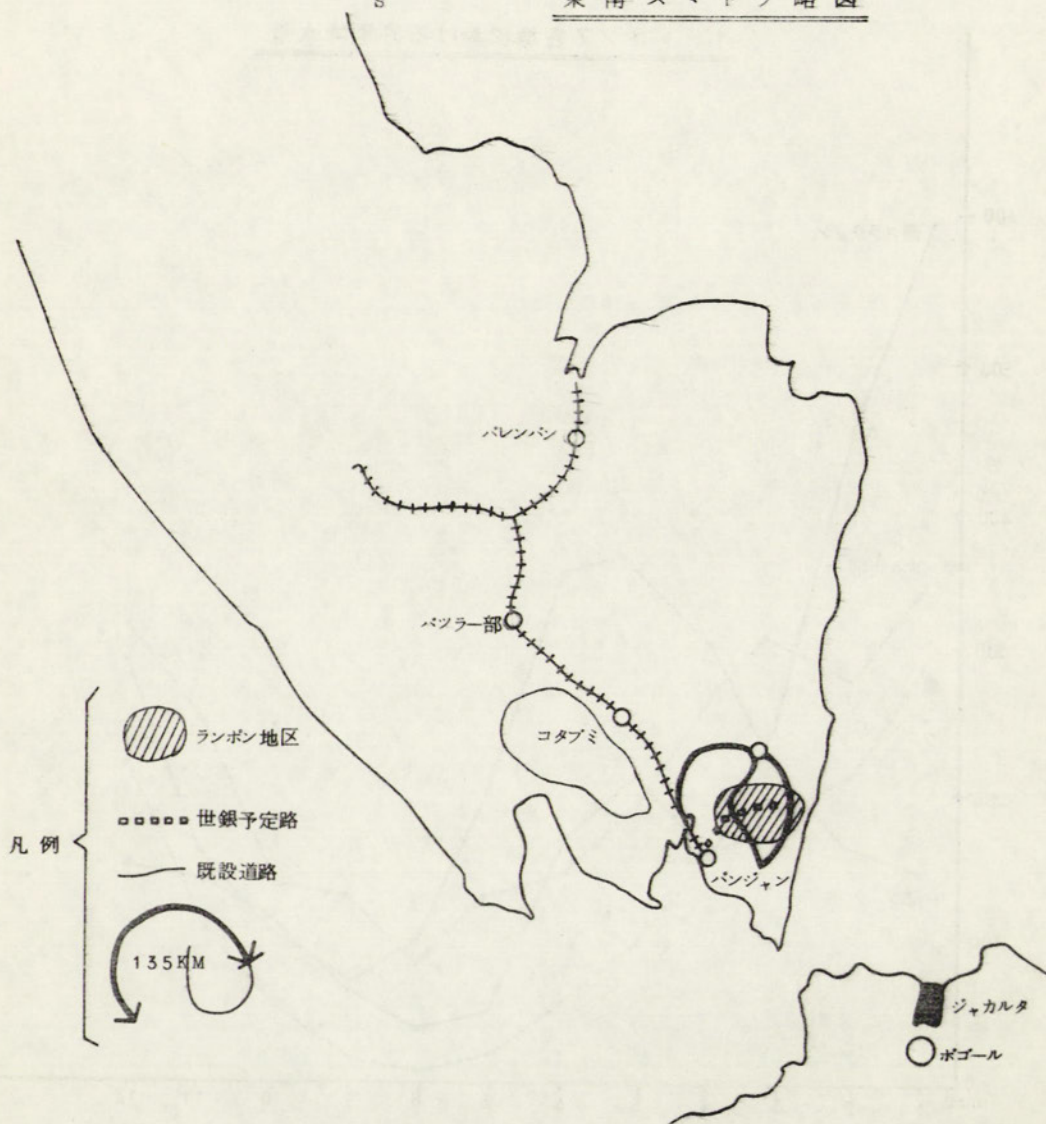 S
東南スマトラ略図
パレンバン
バツラー部
コタブミ
パンジャン
凡例
ランポン地区
世銀予定路
既設道路
135KM
ジャカルタ
ボゴール